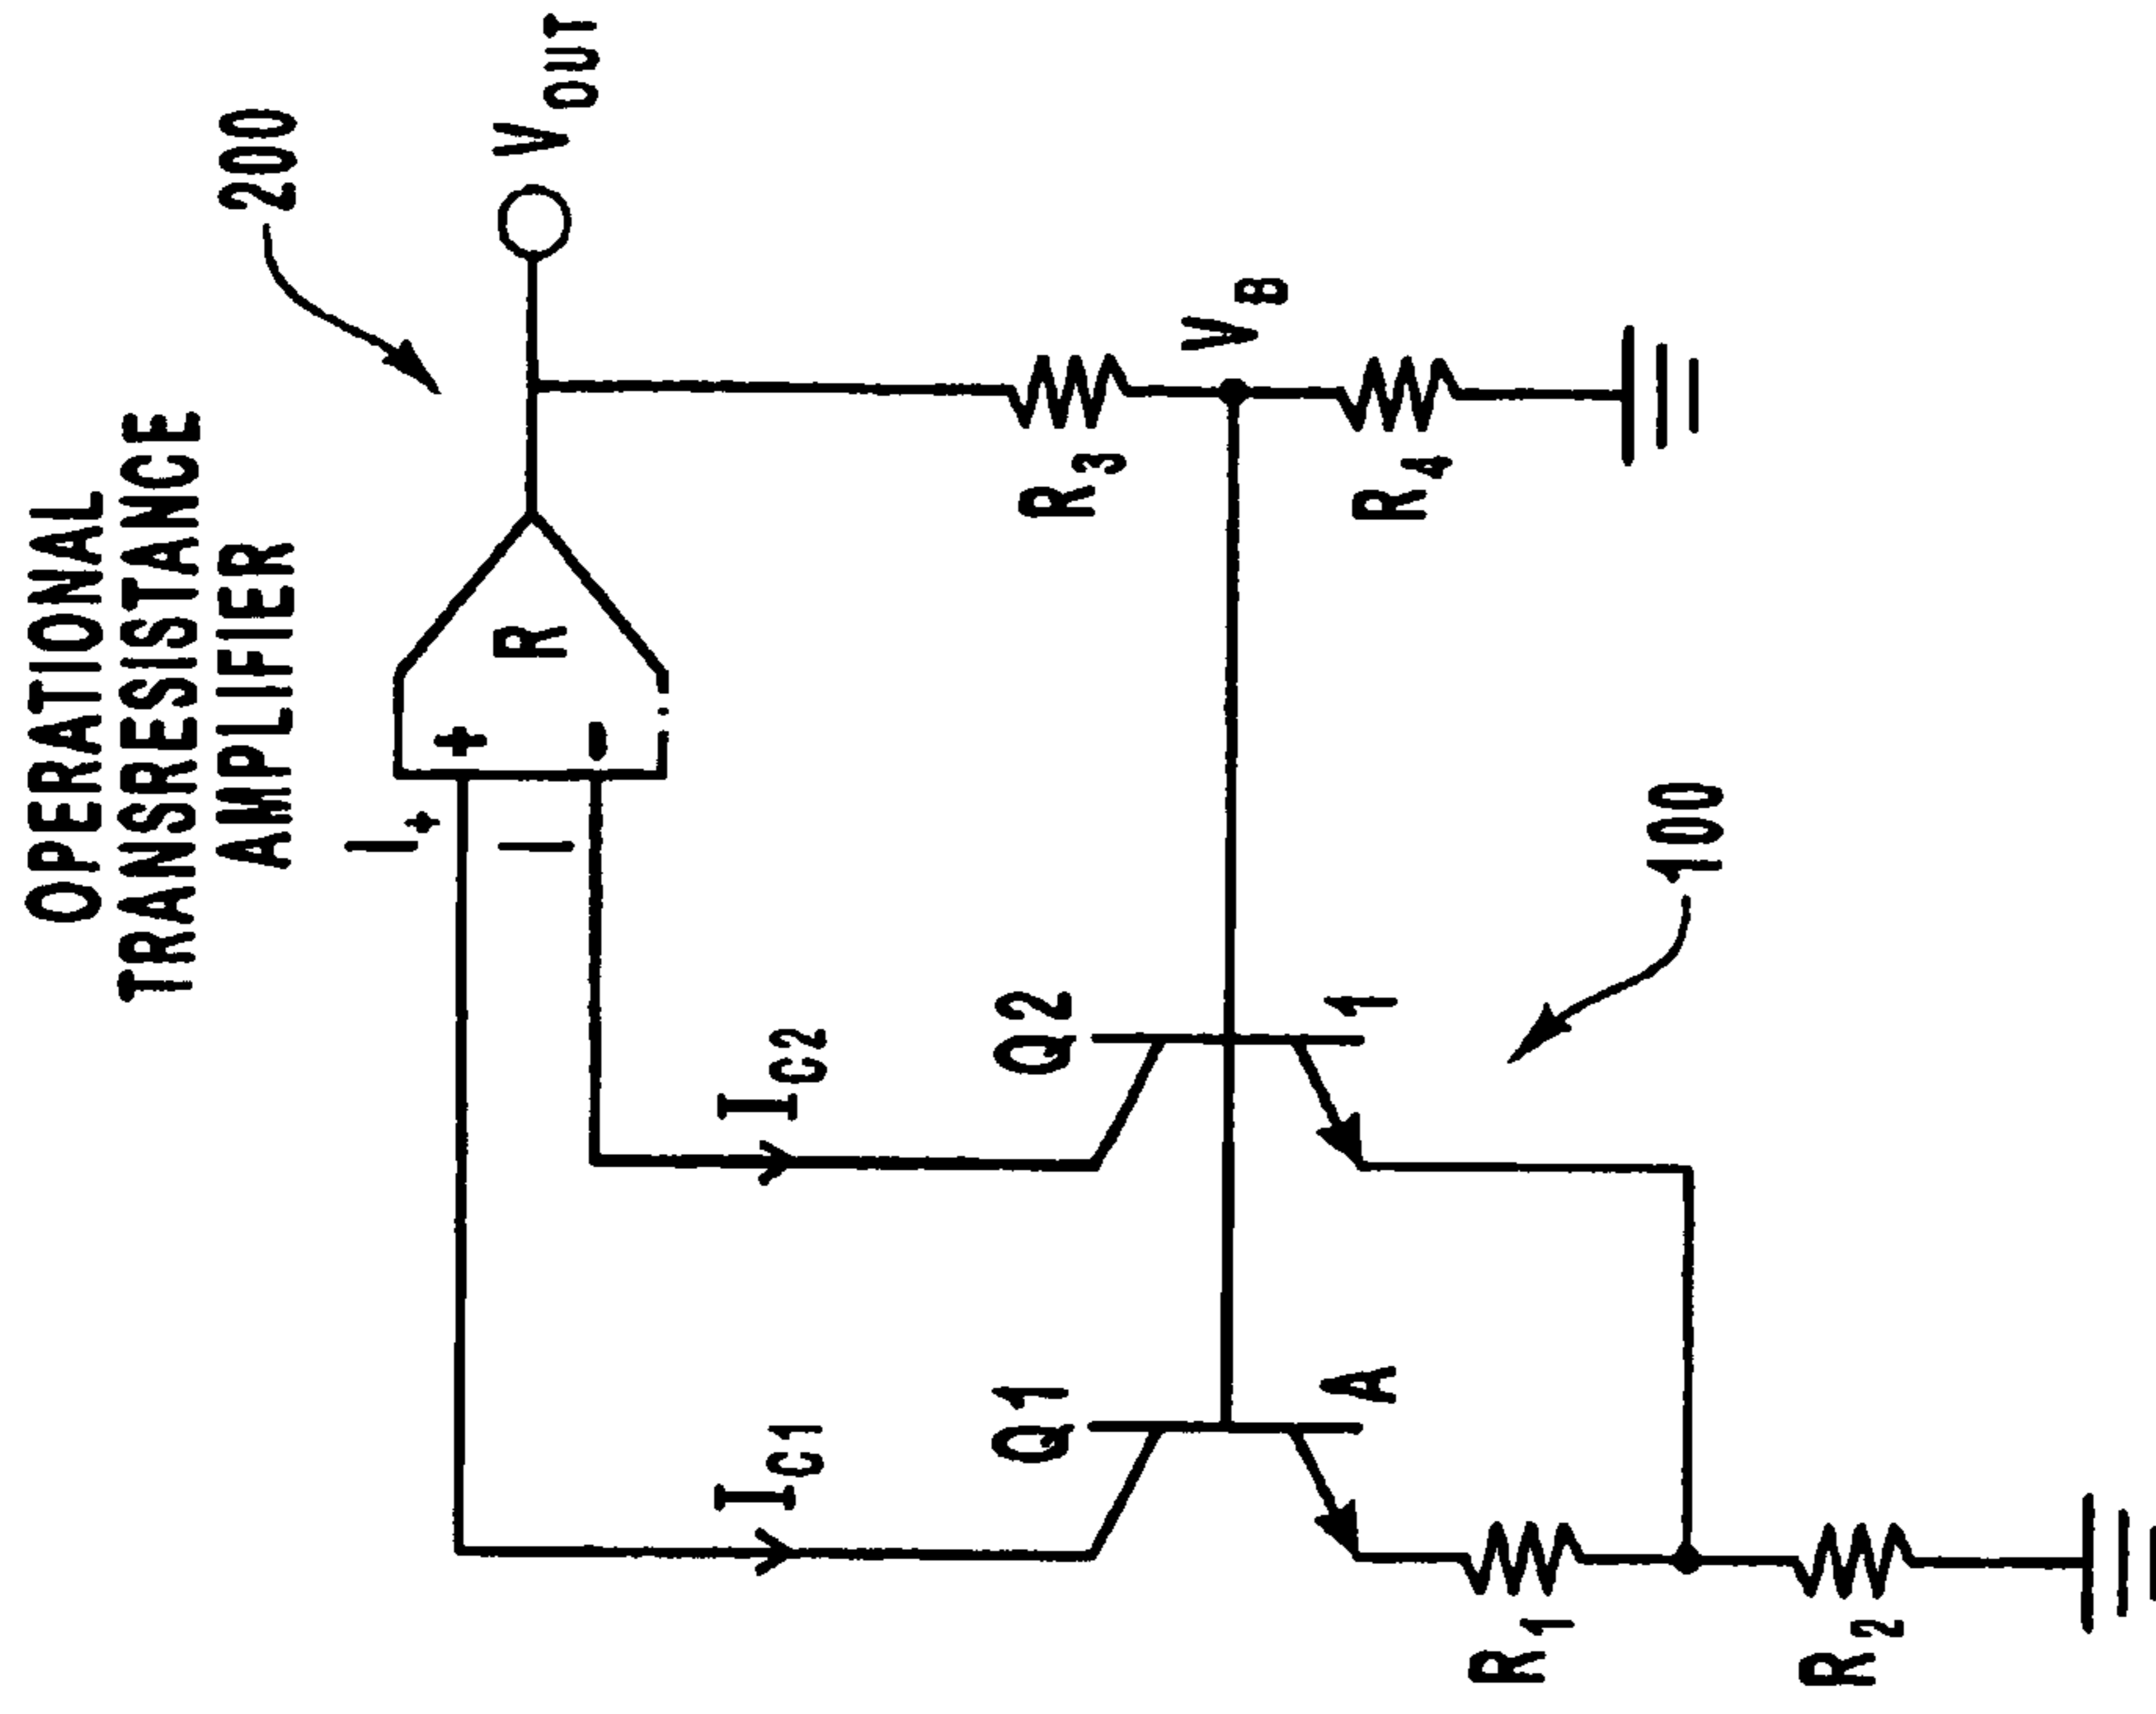 OPERATIONAL
TRANSRESISTANCE
AMPLIFIER
200
I+
I
+
-
R
VOUT
IC1
IC2
Q1
Q2
R3
VB
A
1
R4
R1
100
R2